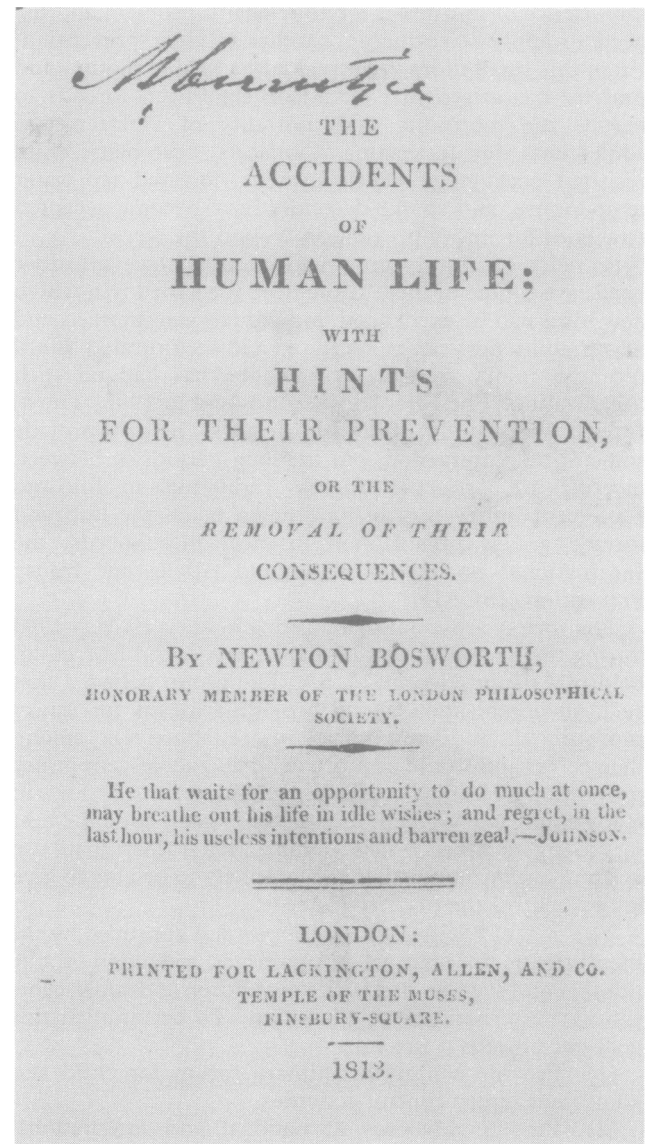 THE
ACCIDENTS
OF
HUMAN LIFE;
WITH
HINTS
FOR THEIR PREVENTION,
OR THE
REMOVAL OF THEIR
CONSEQUENCES.
BY NEWTON BOSWORTH,
HONORARY MEMBER OF THE LONDON PHILOSOPHICAL
SOCIETY.
He that waits for an opportunity to do much at once,
may breathe out his life in idle wishes; and regret, in the
last hour, his useless intentions and barren zeal.—JOHNSON.
LONDON:
PRINTED FOR LACKINGTON, ALLEN, AND CO.
TEMPLE OF THE MUSES,
FINSBURY-SQUARE.
1813.